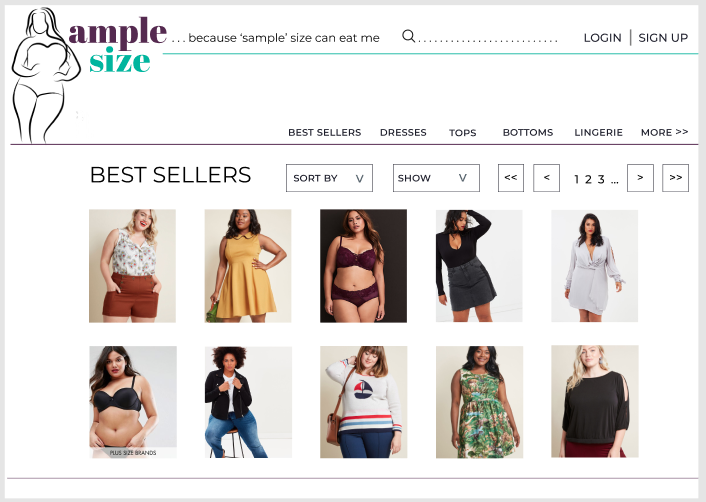 ample
size
... because ‘sample’ size can eat me
LOGIN | SIGN UP
BEST SELLERS DRESSES TOPS BOTTOMS LINGERIE MORE >>
BEST SELLERS
SORT BY V SHOW V << < 1 2 3 ... > >>
PLUS SIZE BRANDS